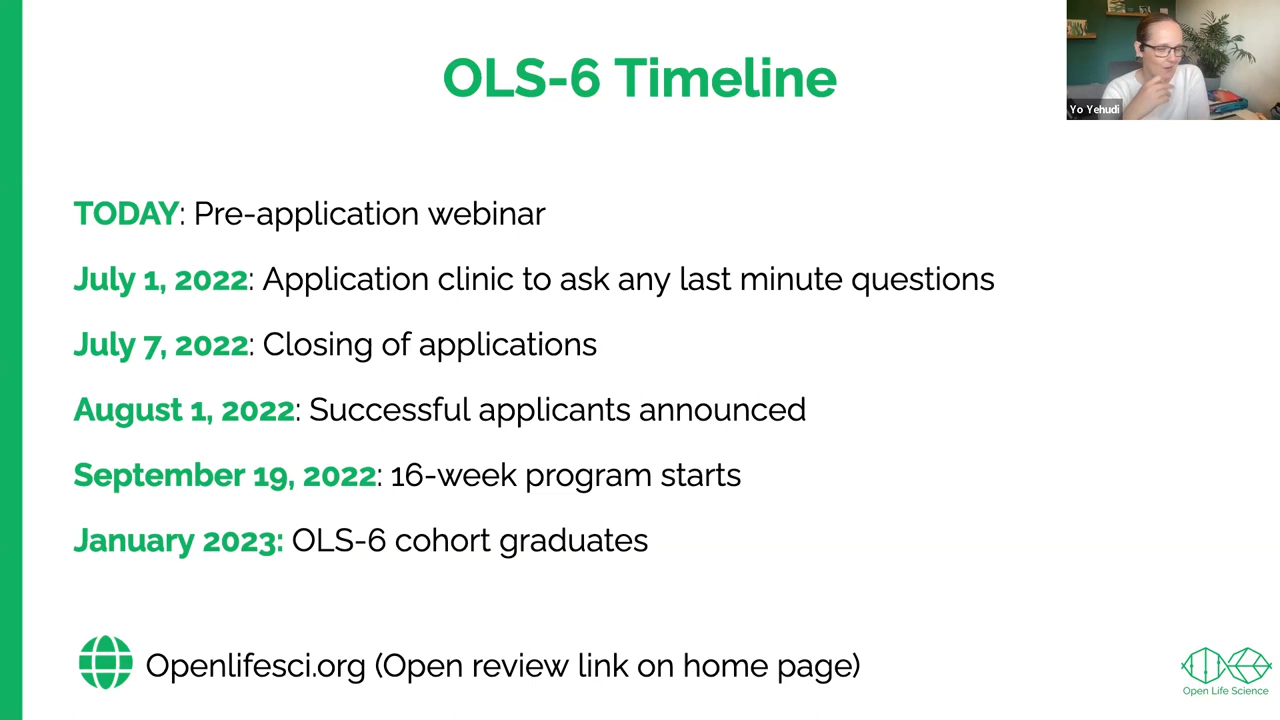 OLS-6 Timeline
Yo Yehudi
TODAY: Pre-application webinar
July 1, 2022: Application clinic to ask any last minute questions
July 7, 2022: Closing of applications
August 1, 2022: Successful applicants announced
September 19, 2022: 16-week program starts
January 2023: OLS-6 cohort graduates
Openlifesci.org (Open review link on home page)
Open Life Science